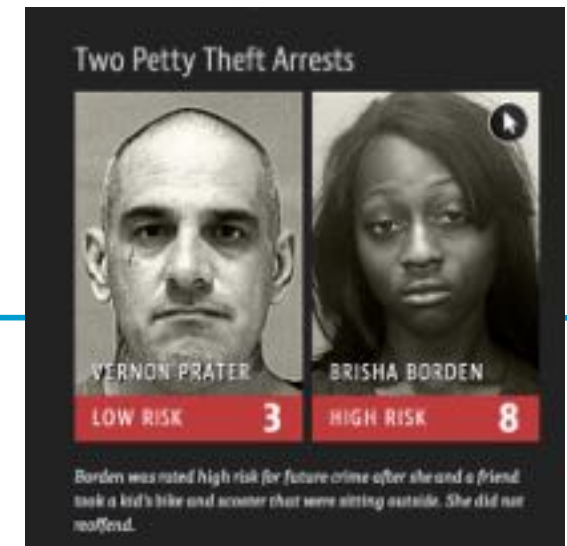 Two Petty Theft Arrests
VERNON PRATER
BRISHA BORDEN
LOW RISK 3
HIGH RISK 8
Borden was rated high risk for future crime after she and a friend
took a kid's bike and scooter that were sitting outside. She did not
reoffend.